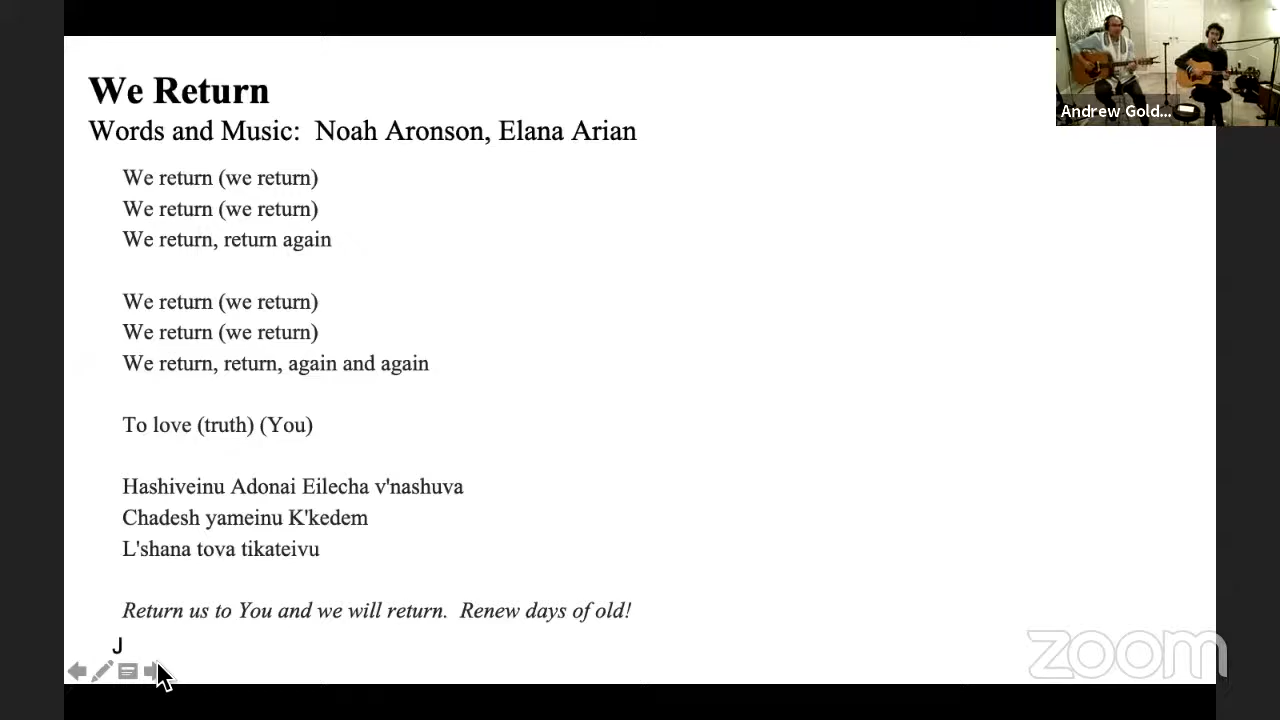 We Return
Words and Music:  Noah Aronson, Elana Arian
We return (we return)
We return (we return)
We return, return again
We return (we return)
We return (we return)
We return, return, again and again
To love (truth) (You)
Hashiveinu Adonai Eilecha v'nashuva
Chadesh yameinu K'kedem
L'shana tova tikateivu
Return us to You and we will return.  Renew days of old!
J
Andrew Gold...
zoom